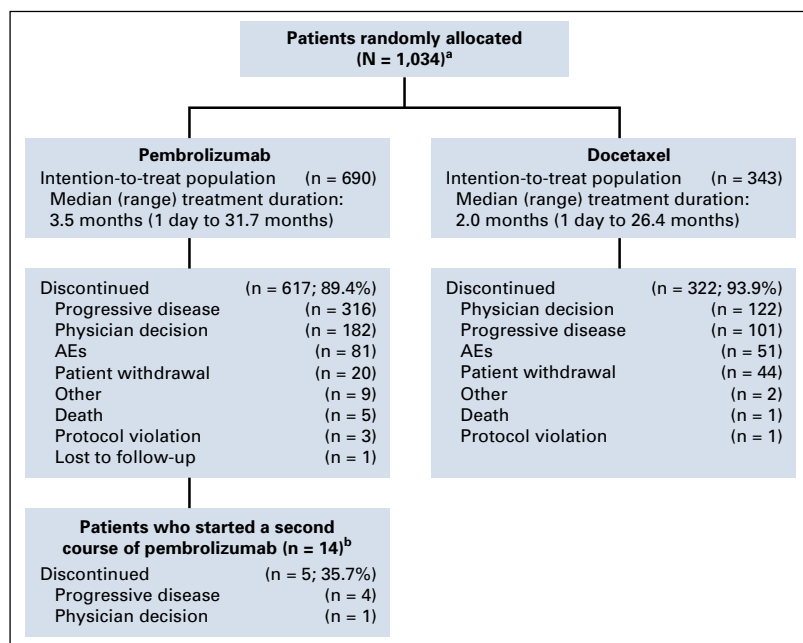 Patients randomly allocated
(N = 1,034)a
Pembrolizumab
Intention-to-treat population (n = 690)
Median (range) treatment duration:
3.5 months (1 day to 31.7 months)
Docetaxel
Intention-to-treat population (n = 343)
Median (range) treatment duration:
2.0 months (1 day to 26.4 months)
Discontinued (n = 617; 89.4%)
Progressive disease (n = 316)
Physician decision (n = 182)
AEs (n = 81)
Patient withdrawal (n = 20)
Other (n = 9)
Death (n = 5)
Protocol violation (n = 3)
Lost to follow-up (n = 1)
Discontinued (n = 322; 93.9%)
Physician decision (n = 122)
Progressive disease (n = 101)
AEs (n = 51)
Patient withdrawal (n = 44)
Other (n = 2)
Death (n = 1)
Protocol violation (n = 1)
Patients who started a second
course of pembrolizumab (n = 14)b
Discontinued (n = 5; 35.7%)
Progressive disease (n = 4)
Physician decision (n = 1)